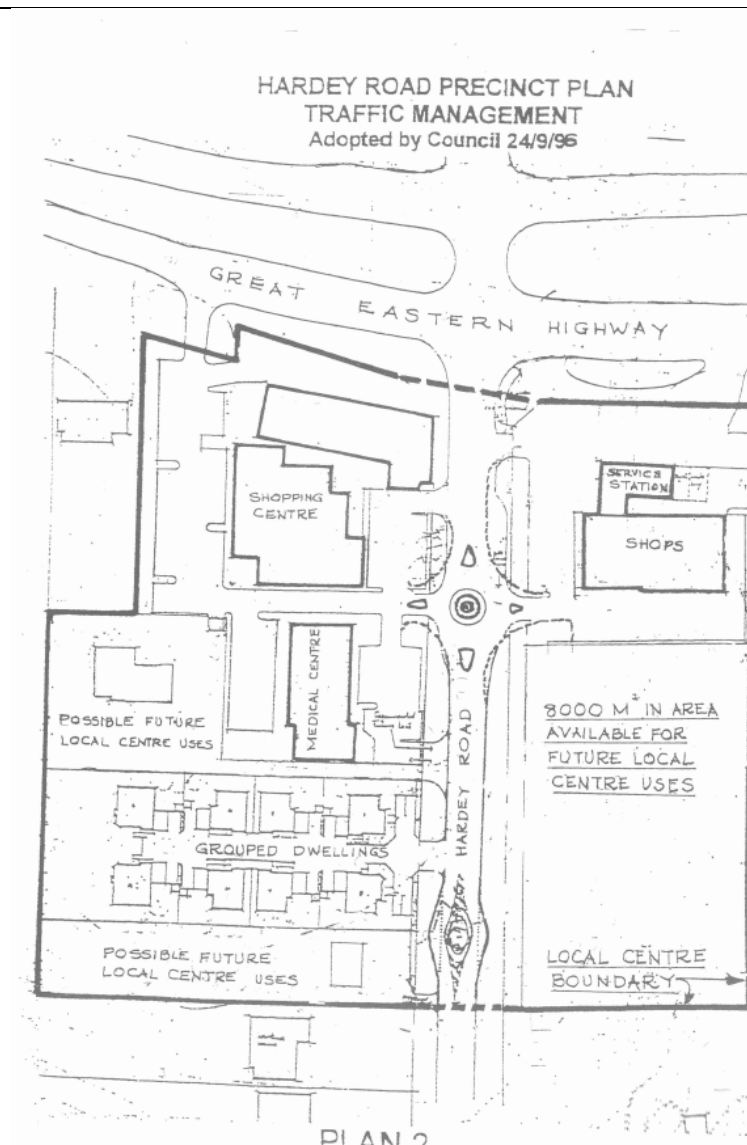 HARDEY ROAD PRECINCT PLAN
TRAFFIC MANAGEMENT
Adopted by Council 24/9/96
GREAT EASTERN HIGHWAY
SHOPPING
CENTRE
SERVICE
STATION
SHOPS
MEDICAL CENTRE
HARDEY ROAD
POSSIBLE FUTURE
LOCAL CENTRE USES
8000 M² IN AREA
AVAILABLE FOR
FUTURE LOCAL
CENTRE USES
GROUPED DWELLINGS
POSSIBLE FUTURE
LOCAL CENTRE USES
LOCAL CENTRE
BOUNDARY
PLAN 2